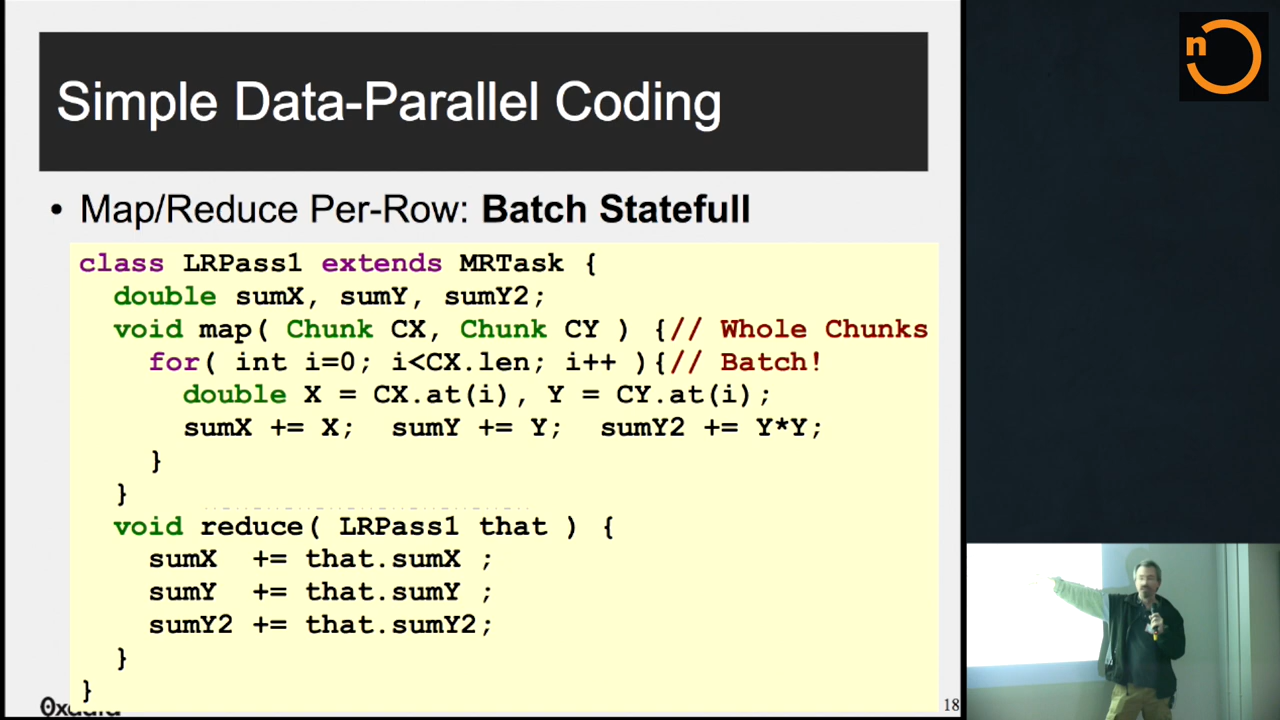 n
Simple Data-Parallel Coding
• Map/Reduce Per-Row: Batch Statefull
class LRPass1 extends MRTask {
double sumX, sumY, sumY2;
void map( Chunk CX, Chunk CY ) {// Whole Chunks
for( int i=0; i<CX.len; i++ ){// Batch!
double X = CX.at(i), Y = CY.at(i);
sumX += X; sumY += Y; sumY2 += Y*Y;
}
}
void reduce( LRPass1 that ) {
sumX += that.sumX ;
sumY += that.sumY ;
sumY2 += that.sumY2;
}
}
18